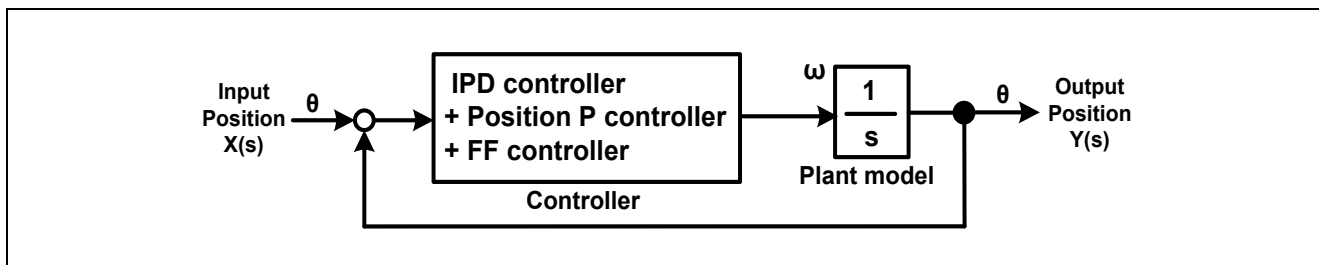 Input
Position
X(s)
θ
IPD controller
+ Position P controller
+ FF controller
Controller
ω
1
s
Plant model
θ
Output
Position
Y(s)